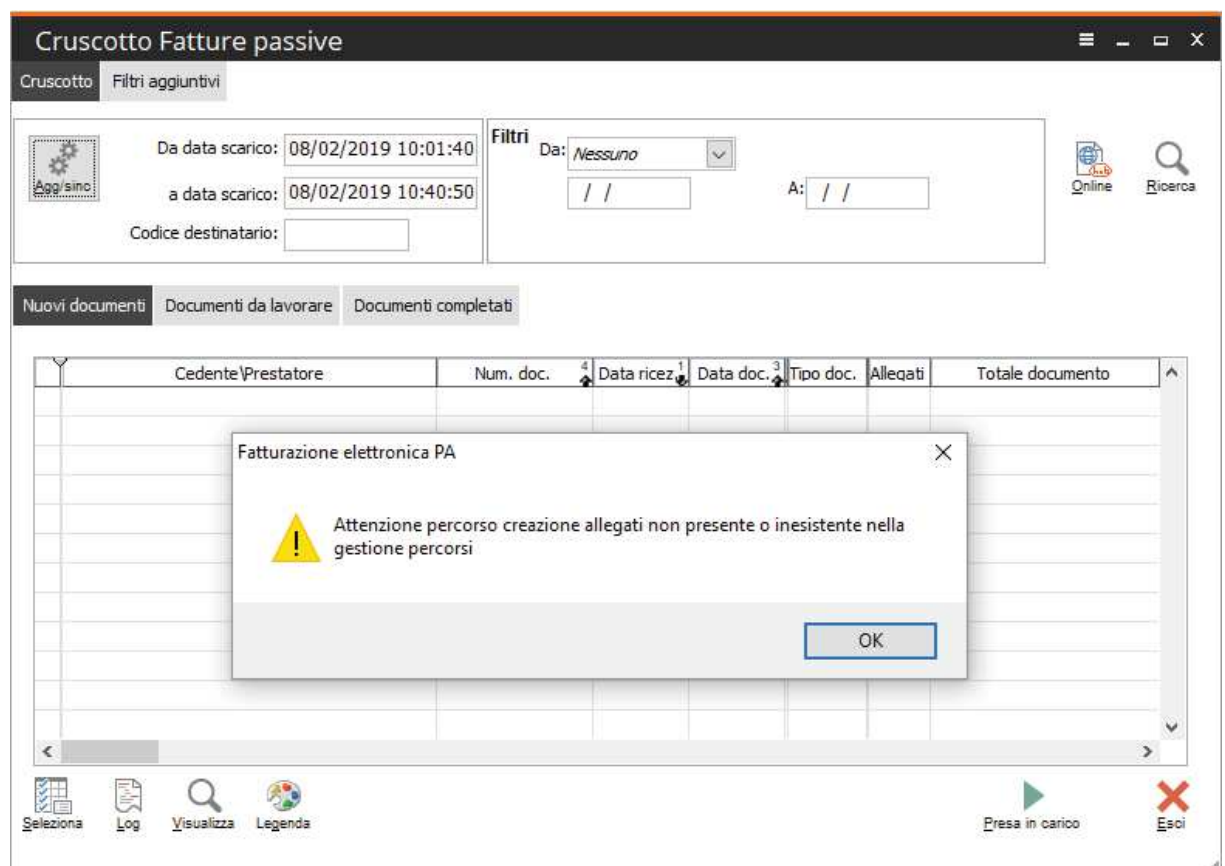 Cruscotto Fatture passive
Cruscotto Filtri aggiuntivi
Agg/sinc
Da data scarico: 08/02/2019 10:01:40
a data scarico: 08/02/2019 10:40:50
Codice destinatario:
Filtri
Da: Nessuno
/ / A: / /
Online
Ricerca
Nuovi documenti Documenti da lavorare Documenti completati
Cedente\Prestatore Num. doc. 4 Data ricez. 1 Data doc. 3 Tipo doc. Allegati Totale documento
Fatturazione elettronica PA
Attenzione percorso creazione allegati non presente o inesistente nella
gestione percorsi
OK
Seleziona Log Visualizza Legenda Presa in carico Esci